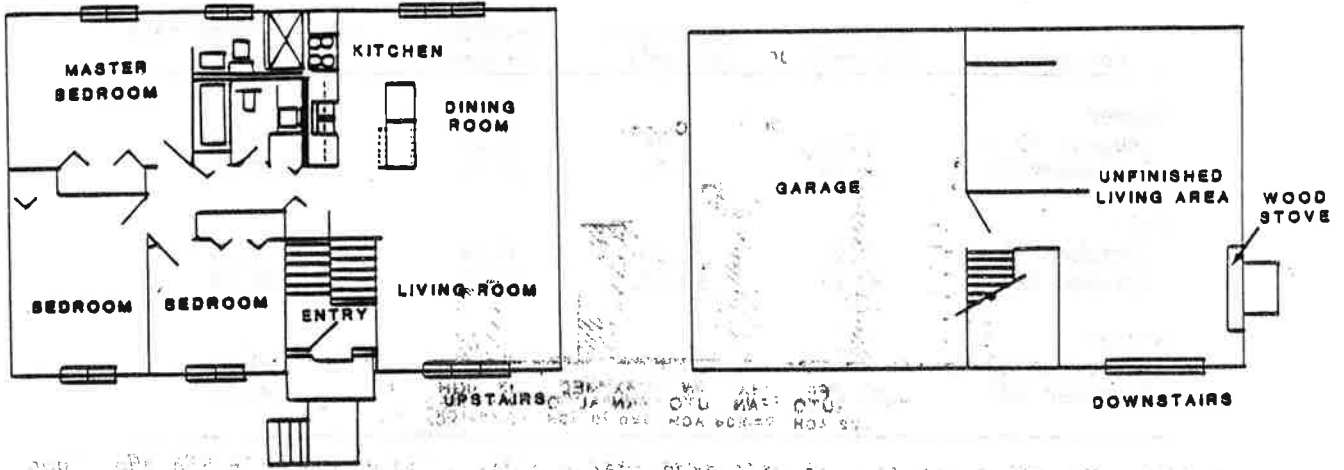 MASTER
BEDROOM
KITCHEN
DINING
ROOM
BEDROOM
BEDROOM
ENTRY
LIVING ROOM
UPSTAIRS
GARAGE
UNFINISHED
LIVING AREA
WOOD
STOVE
DOWNSTAIRS